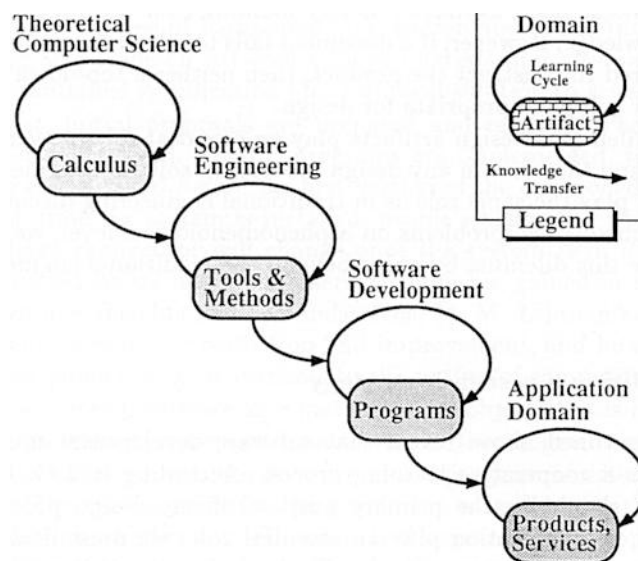 Theoretical
Computer Science
Calculus
Software
Engineering
Tools &
Methods
Software
Development
Programs
Application
Domain
Products,
Services
Domain
Learning
Cycle
Artifact
Knowledge
Transfer
Legend